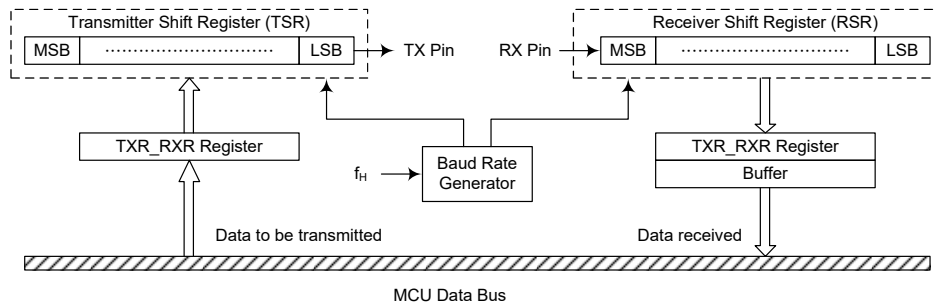 Transmitter Shift Register (TSR)
MSB ………………………… LSB
TX Pin
RX Pin
Receiver Shift Register (RSR)
MSB ………………………… LSB
TXR_RXR Register
Baud Rate
Generator
fH
TXR_RXR Register
Buffer
Data to be transmitted
Data received
MCU Data Bus